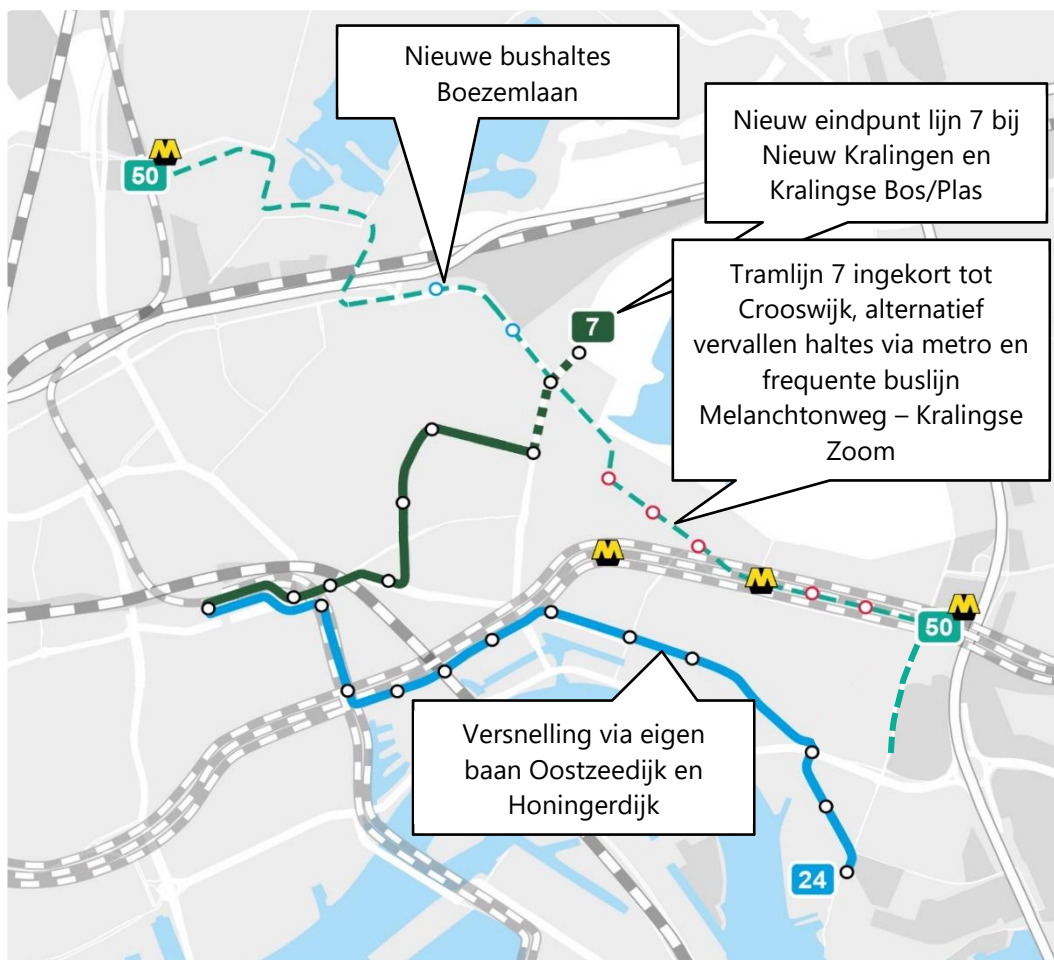 Nieuwe bushaltes
Boezemlaan
Nieuw eindpunt lijn 7 bij
Nieuw Kralingen en
Kralingse Bos/Plas
M
50
Tramlijn 7 ingekort tot
Crooswijk, alternatief
vervallen haltes via metro en
frequente buslijn
Melanchtonweg – Kralingse
Zoom
7
M
M
M
50
Versnelling via eigen
baan Oostzeedijk en
Honingerdijk
24